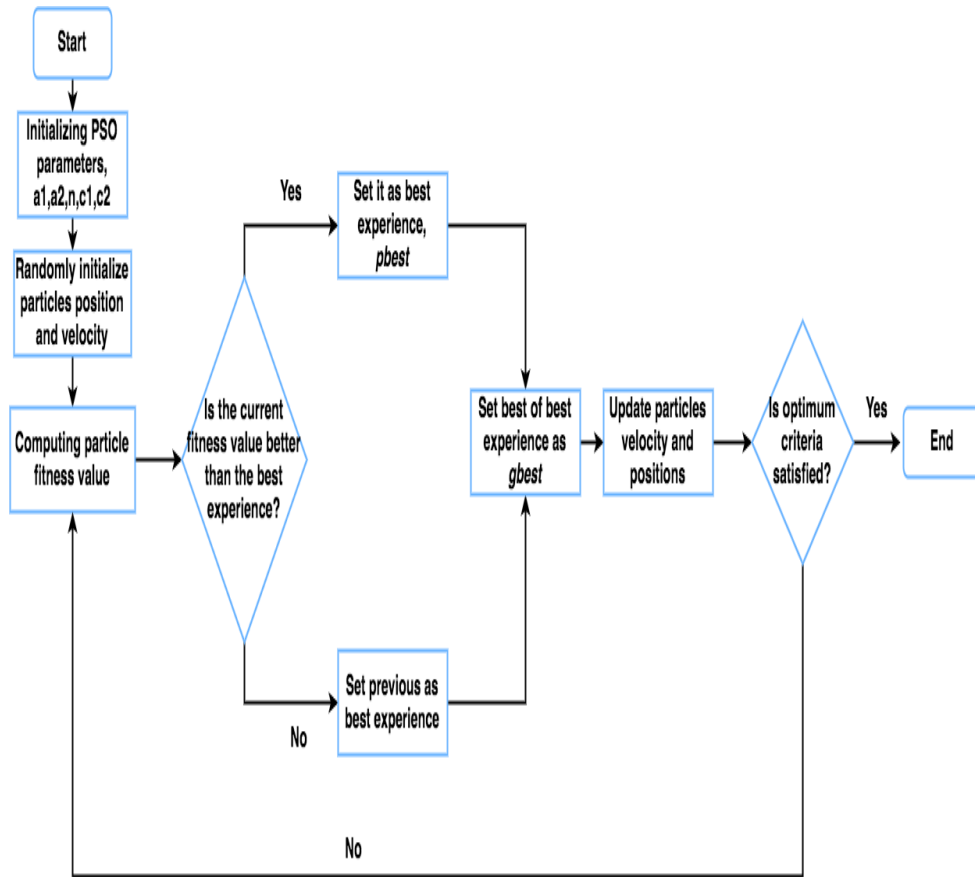 Start
Initializing PSO
parameters,
a1,a2,n,c1,c2
Randomly initialize
particles position
and velocity
Computing particle
fitness value
Is the current
fitness value better
than the best
experience?
Yes
Set it as best
experience,
pbest
No
Set previous as
best experience
Set best of best
experience as
gbest
Update particles
velocity and
positions
Is optimum
criteria
satisfied?
Yes
End
No